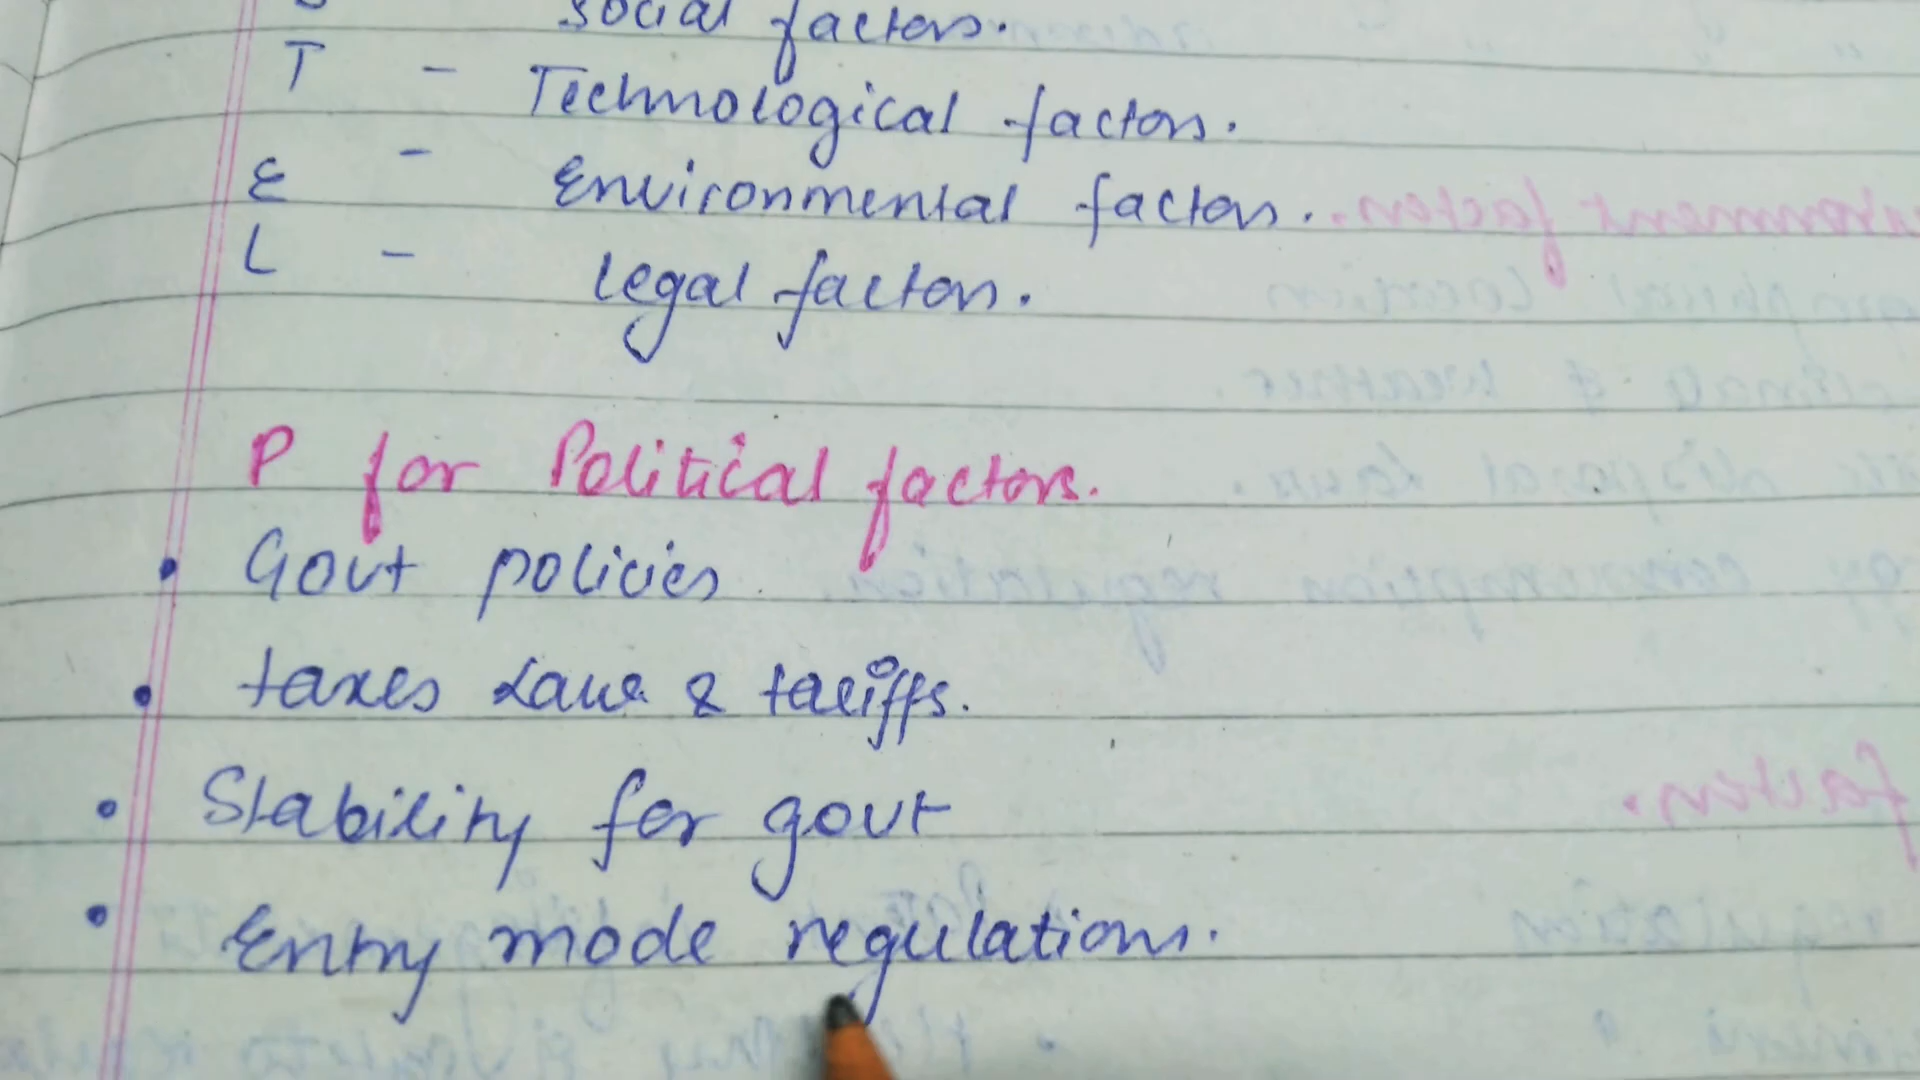 social factors.
T - Technological factors.
E - Environmental factors.
L - legal factors.
P for Political factors.
• Govt policies.
• taxes Laws & tariffs.
• Stability for govt
• Entry mode regulations.